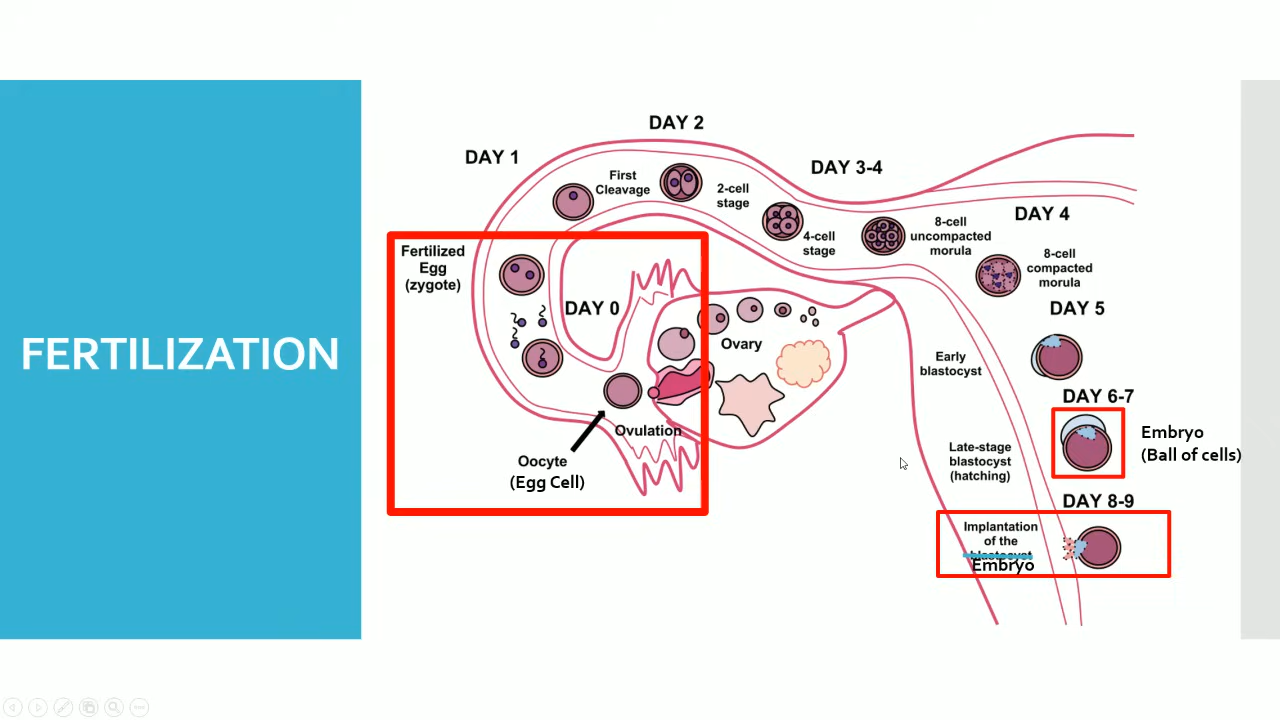 FERTILIZATION
DAY 1
DAY 2
DAY 3-4
DAY 4
First
Cleavage
2-cell
stage
4-cell
stage
8-cell
uncompacted
morula
8-cell
compacted
morula
Fertilized
Egg
(zygote)
DAY 0
Ovary
DAY 5
Early
blastocyst
DAY 6-7
Ovulation
Oocyte
(Egg Cell)
Late-stage
blastocyst
(hatching)
Embryo
(Ball of cells)
DAY 8-9
Implantation
of the
blastocyst
Embryo